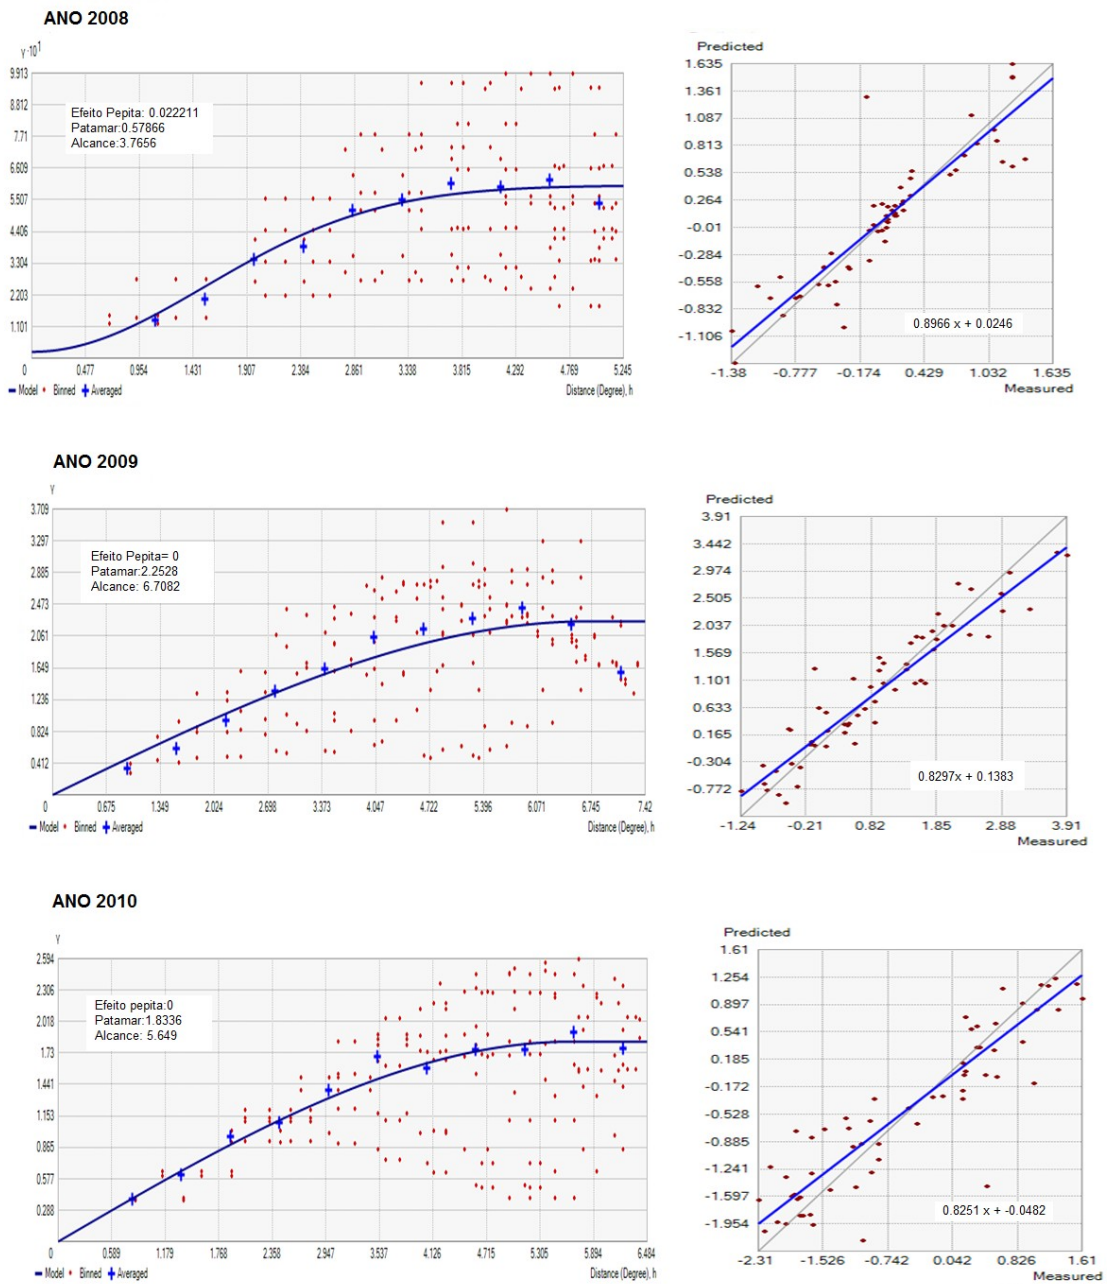 ANO 2008
γ·10¹
9.913
8.812
7.71
6.609
5.507
4.406
3.304
2.203
1.101
Efeito Pepita: 0.022211
Patamar:0.57866
Alcance:3.7656
0 0.477 0.954 1.431 1.907 2.384 2.861 3.338 3.815 4.292 4.769 5.245
Model Binned Averaged Distance (Degree), h
Predicted
1.635
1.361
1.087
0.813
0.538
0.264
-0.01
-0.284
-0.558
-0.832
-1.106
0.8966 x + 0.0246
-1.38 -0.777 -0.174 0.429 1.032 1.635
Measured
ANO 2009
γ
3.709
3.297
2.885
2.473
2.061
1.649
1.236
0.824
0.412
Efeito Pepita= 0
Patamar:2.2528
Alcance: 6.7082
0 0.675 1.349 2.024 2.698 3.373 4.047 4.722 5.396 6.071 6.745 7.42
Model Binned Averaged Distance (Degree), h
Predicted
3.91
3.442
2.974
2.505
2.037
1.569
1.101
0.633
0.165
-0.304
-0.772
0.8297x + 0.1383
-1.24 -0.21 0.82 1.85 2.88 3.91
Measured
ANO 2010
γ
2.594
2.306
2.018
1.73
1.441
1.153
0.865
0.577
0.288
Efeito pepita:0
Patamar:1.8336
Alcance: 5.649
0 0.589 1.179 1.768 2.358 2.947 3.537 4.126 4.715 5.305 5.894 6.484
Model Binned Averaged Distance (Degree), h
Predicted
1.61
1.254
0.897
0.541
0.185
-0.172
-0.528
-0.885
-1.241
-1.597
-1.954
0.8251 x + -0.0482
-2.31 -1.526 -0.742 0.042 0.826 1.61
Measured